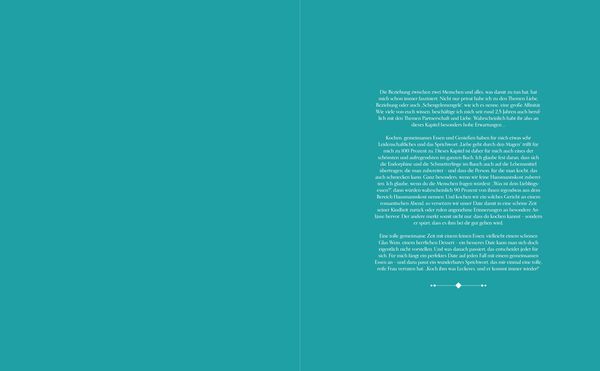 Die Beziehung zwischen zwei Menschen und alles, was damit zu tun hat, hat
mich schon immer fasziniert. Nicht nur privat habe ich zu den Themen Liebe,
Beziehung oder auch „Schengelensengele“, wie ich es nenne, eine große Affinität.
Wie viele von euch wissen, beschäftige ich mich seit rund 2,5 Jahren auch beruf-
lich mit den Themen Partnerschaft und Liebe. Wahrscheinlich habt ihr also an
dieses Kapitel besonders hohe Erwartungen ...
Kochen, gemeinsames Essen und Genießen haben für mich etwas sehr
Leidenschaftliches und das Sprichwort „Liebe geht durch den Magen“ trifft für
mich zu 100 Prozent zu. Dieses Kapitel ist daher für mich auch eines der
schönsten und aufregendsten im ganzen Buch. Ich glaube fest daran, dass sich
die Endorphine und die Schmetterlinge im Bauch auch auf die Lebensmittel
übertragen, die man zubereitet – und dass die Person, für die man kocht, das
auch schmecken kann. Ganz besonders, wenn wir feine Hausmannskost zuberei-
ten. Ich glaube, wenn du die Menschen fragen würdest: „Was ist dein Lieblings-
essen?“, dann würden wahrscheinlich 90 Prozent von ihnen irgendwas aus dem
Bereich Hausmannskost nennen. Und kochen wir ein solches Gericht an einem
romantischen Abend, so versetzen wir unser Date damit in eine schöne Zeit
seiner Kindheit zurück oder rufen angenehme Erinnerungen an besondere An-
lässe hervor. Der andere merkt somit nicht nur, dass du kochen kannst – sondern
er spürt, dass es ihm bei dir gut gehen wird.
Eine tolle gemeinsame Zeit mit einem feinen Essen, vielleicht einem schönen
Glas Wein, einem herrlichen Dessert – ein besseres Date kann man sich doch
eigentlich nicht vorstellen. Und was danach passiert, das entscheidet jeder für
sich. Für mich fängt ein perfektes Date auf jeden Fall mit einem gemeinsamen
Essen an – und dazu passt ein wunderbares Sprichwort, das mir einmal eine tolle,
reife Frau verraten hat: „Koch ihm was Leckeres, und er kommt immer wieder!“